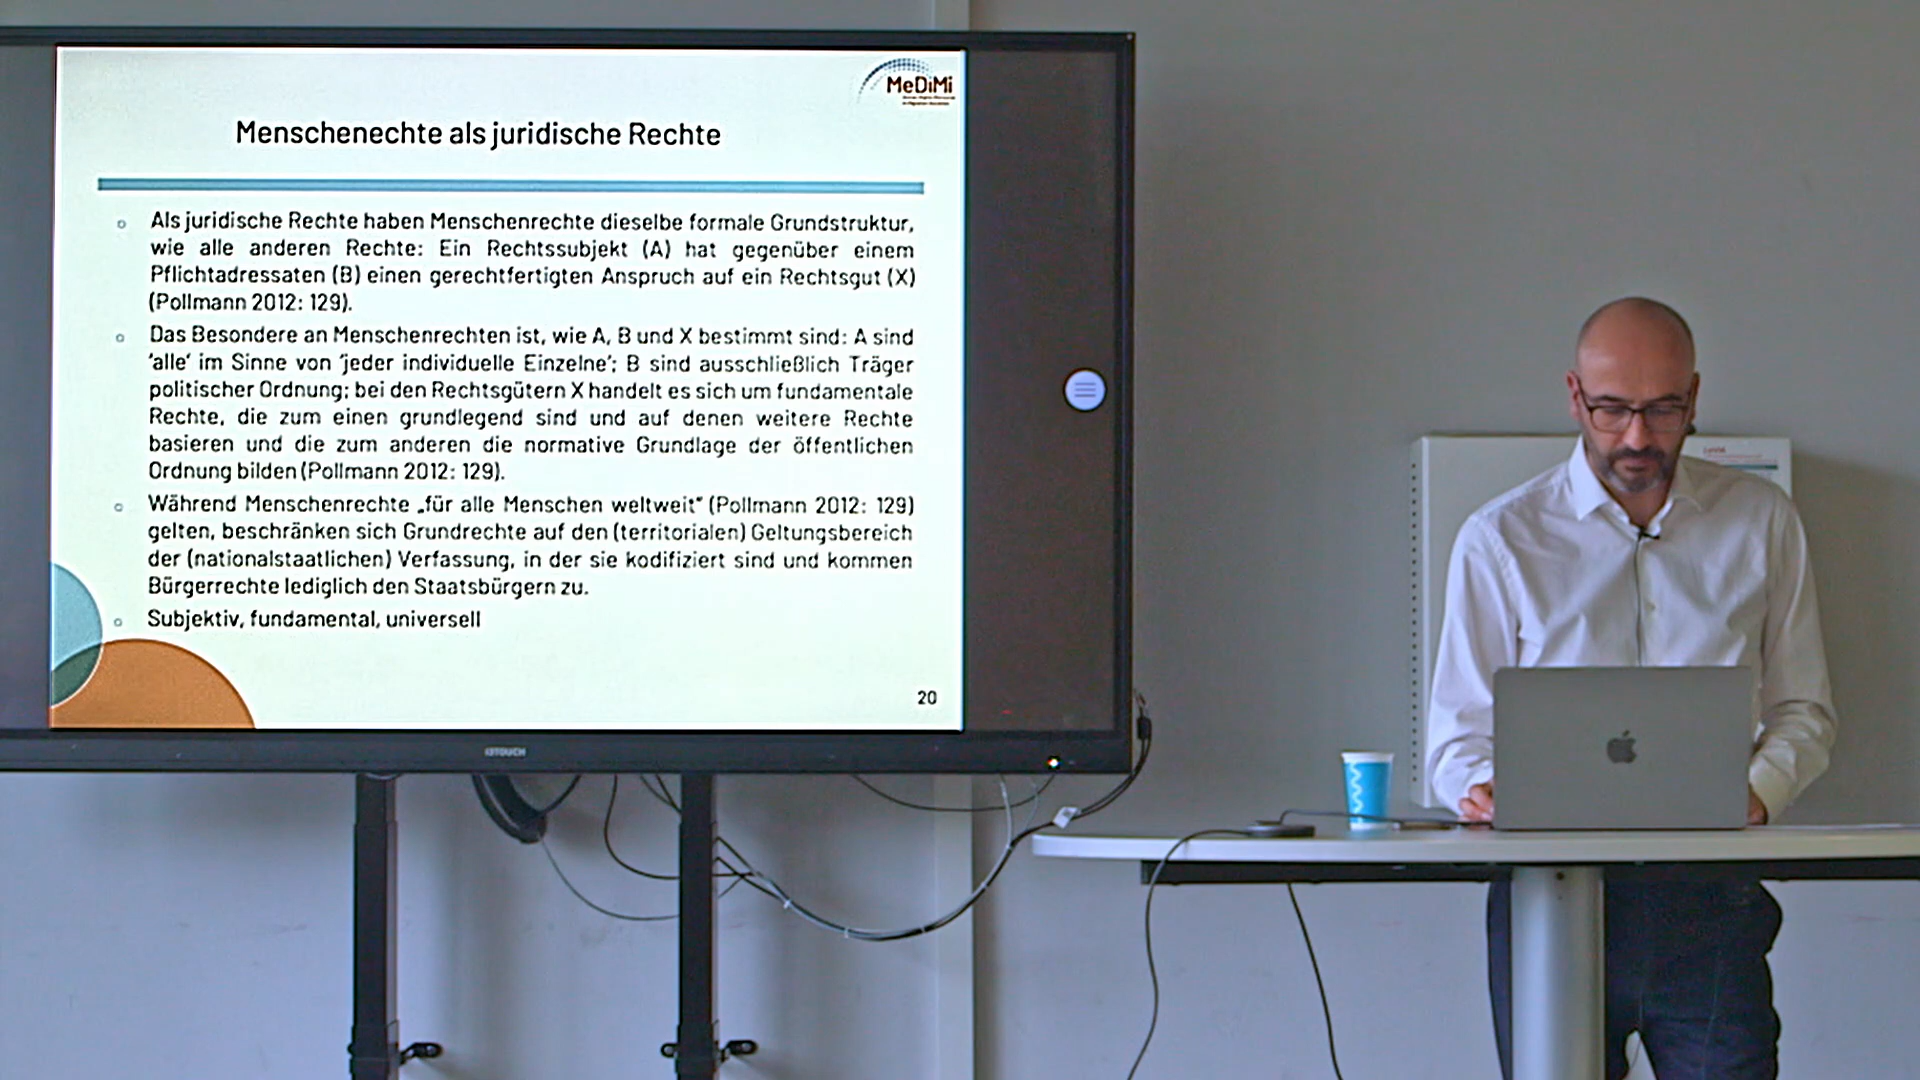 MeDiMi
Menschenechte als juridische Rechte
Als juridische Rechte haben Menschenrechte dieselbe formale Grundstruktur,
wie alle anderen Rechte: Ein Rechtssubjekt (A) hat gegenüber einem
Pflichtadressaten (B) einen gerechtfertigten Anspruch auf ein Rechtsgut (X)
(Pollmann 2012: 129).
Das Besondere an Menschenrechten ist, wie A, B und X bestimmt sind: A sind
'alle' im Sinne von 'jeder individuelle Einzelne'; B sind ausschließlich Träger
politischer Ordnung; bei den Rechtsgütern X handelt es sich um fundamentale
Rechte, die zum einen grundlegend sind und auf denen weitere Rechte
basieren und die zum anderen die normative Grundlage der öffentlichen
Ordnung bilden (Pollmann 2012: 129).
Während Menschenrechte „für alle Menschen weltweit“ (Pollmann 2012: 129)
gelten, beschränken sich Grundrechte auf den (territorialen) Geltungsbereich
der (nationalstaatlichen) Verfassung, in der sie kodifiziert sind und kommen
Bürgerrechte lediglich den Staatsbürgern zu.
Subjektiv, fundamental, universell
20